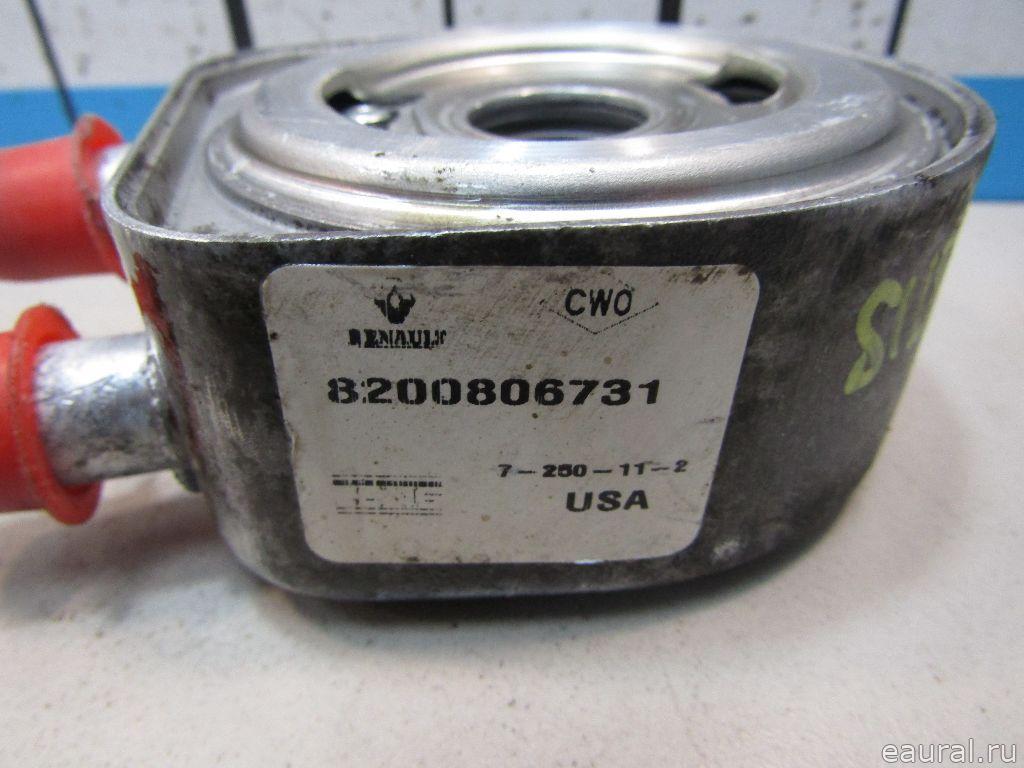 CWO
RENAULT
8200806731
7-250-11-2
USA
eaural.ru